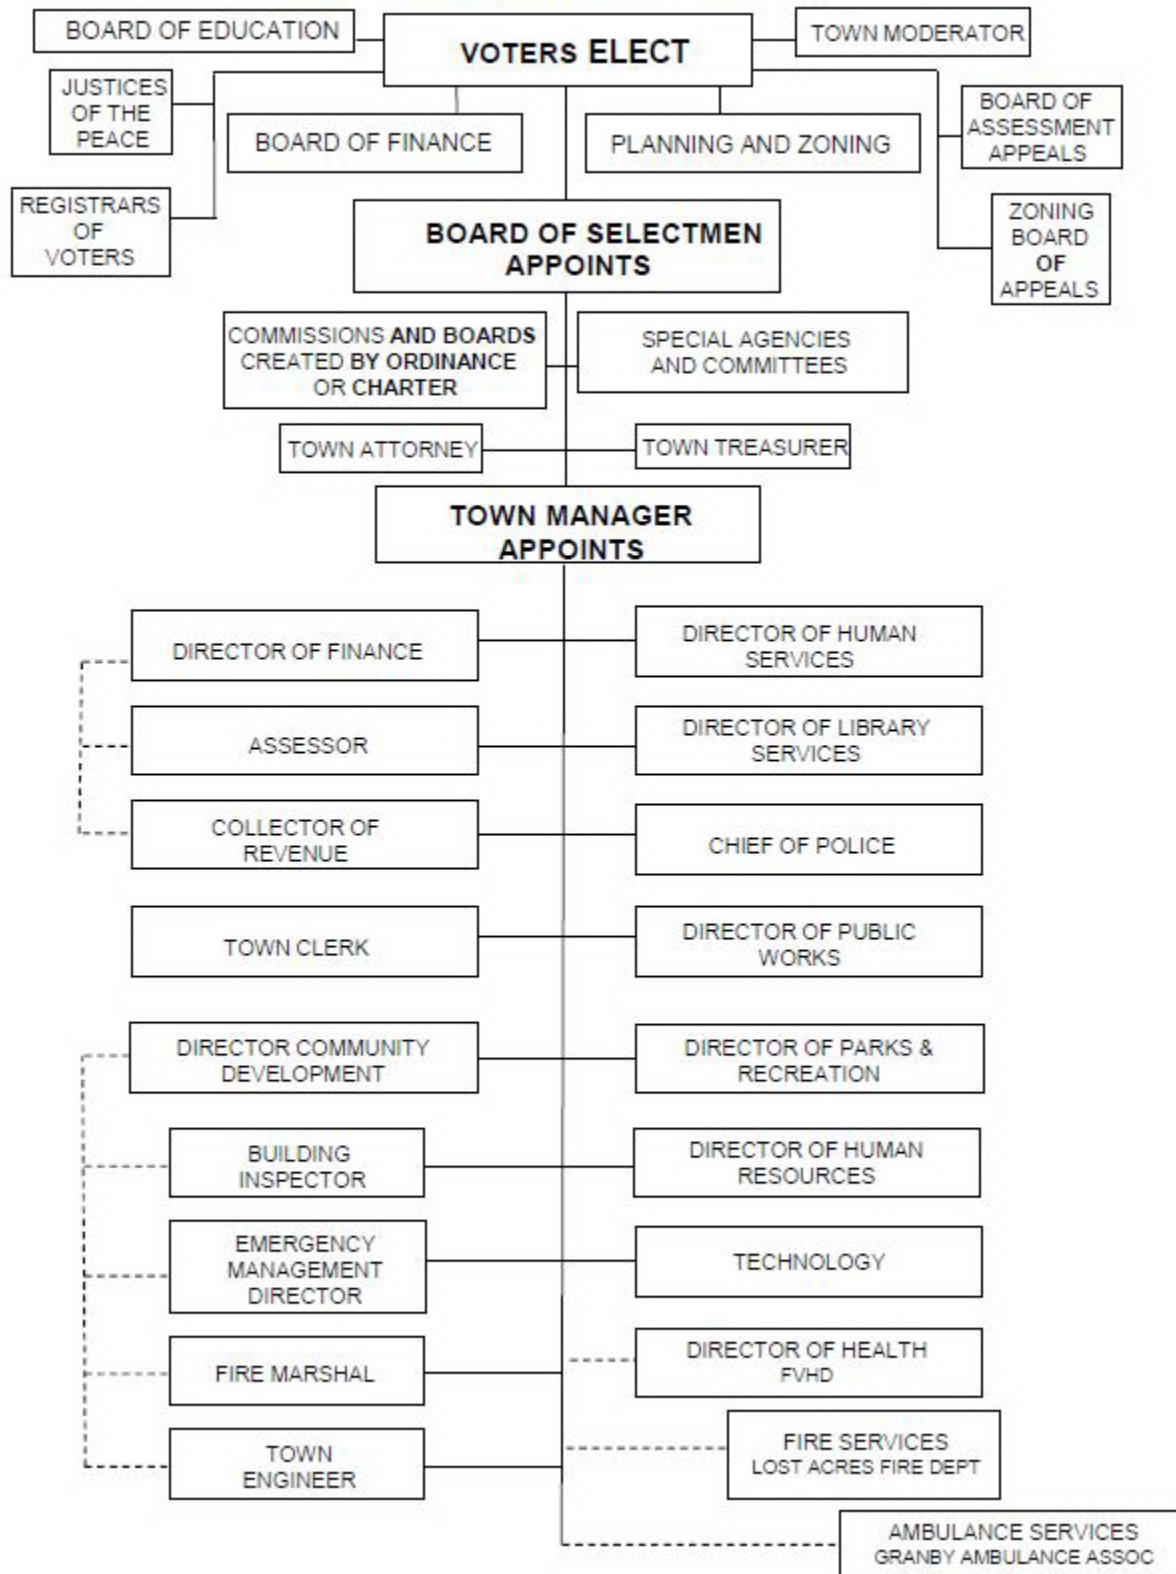 BOARD OF EDUCATION
VOTERS ELECT
TOWN MODERATOR
JUSTICES
OF THE
PEACE
BOARD OF FINANCE
PLANNING AND ZONING
BOARD OF
ASSESSMENT
APPEALS
REGISTRARS
OF
VOTERS
ZONING
BOARD
OF
APPEALS
BOARD OF SELECTMEN
APPOINTS
COMMISSIONS AND BOARDS
CREATED BY ORDINANCE
OR CHARTER
SPECIAL AGENCIES
AND COMMITTEES
TOWN ATTORNEY
TOWN TREASURER
TOWN MANAGER
APPOINTS
DIRECTOR OF FINANCE
DIRECTOR OF HUMAN
SERVICES
ASSESSOR
DIRECTOR OF LIBRARY
SERVICES
COLLECTOR OF
REVENUE
CHIEF OF POLICE
TOWN CLERK
DIRECTOR OF PUBLIC
WORKS
DIRECTOR COMMUNITY
DEVELOPMENT
DIRECTOR OF PARKS &
RECREATION
BUILDING
INSPECTOR
DIRECTOR OF HUMAN
RESOURCES
EMERGENCY
MANAGEMENT
DIRECTOR
TECHNOLOGY
FIRE MARSHAL
DIRECTOR OF HEALTH
FVHD
TOWN
ENGINEER
FIRE SERVICES
LOST ACRES FIRE DEPT
AMBULANCE SERVICES
GRANBY AMBULANCE ASSOC